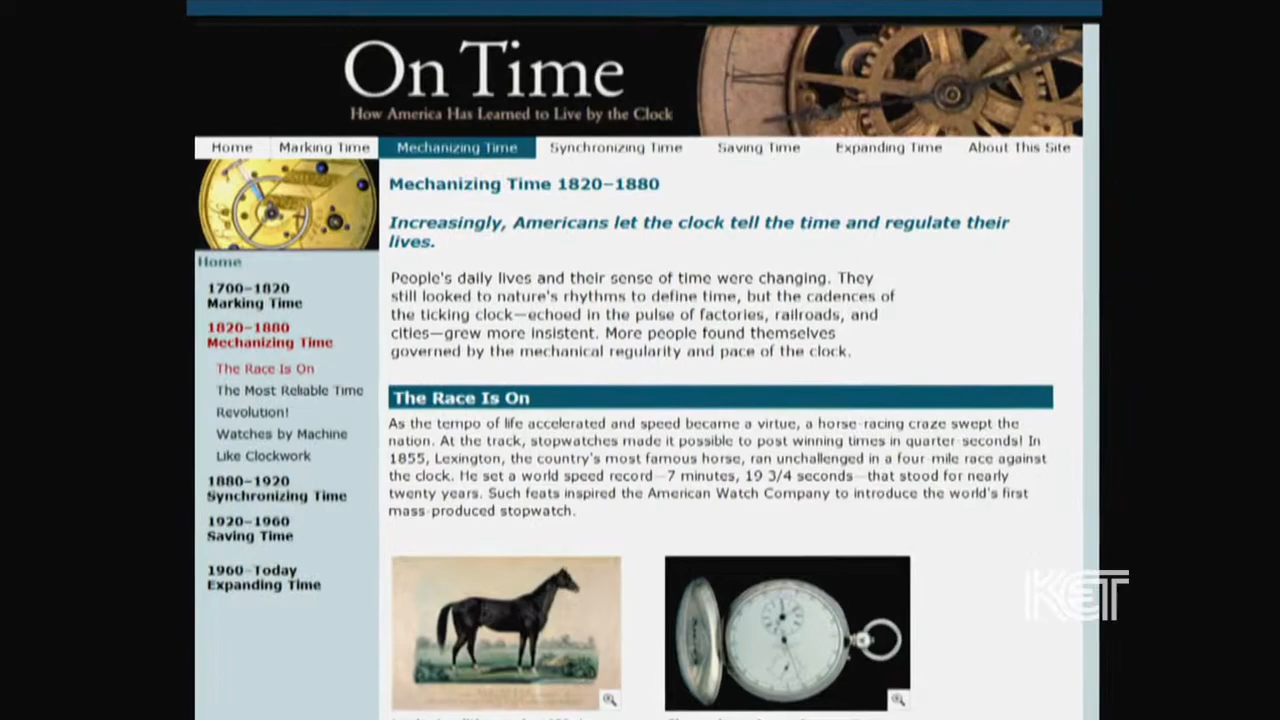 On Time
How America Has Learned to Live by the Clock
Home
Marking Time
Mechanizing Time
Synchronizing Time
Saving Time
Expanding Time
About This Site
Home
1700–1820
Marking Time
1820–1880
Mechanizing Time
The Race Is On
The Most Reliable Time
Revolution!
Watches by Machine
Like Clockwork
1880–1920
Synchronizing Time
1920–1960
Saving Time
1960–Today
Expanding Time
Mechanizing Time 1820–1880
Increasingly, Americans let the clock tell the time and regulate their
lives.
People's daily lives and their sense of time were changing. They
still looked to nature's rhythms to define time, but the cadences of
the ticking clock—echoed in the pulse of factories, railroads, and
cities—grew more insistent. More people found themselves
governed by the mechanical regularity and pace of the clock.
The Race Is On
As the tempo of life accelerated and speed became a virtue, a horse-racing craze swept the
nation. At the track, stopwatches made it possible to post winning times in quarter-seconds! In
1855, Lexington, the country's most famous horse, ran unchallenged in a four-mile race against
the clock. He set a world speed record—7 minutes, 19 3/4 seconds—that stood for nearly
twenty years. Such feats inspired the American Watch Company to introduce the world's first
mass-produced stopwatch.
KET